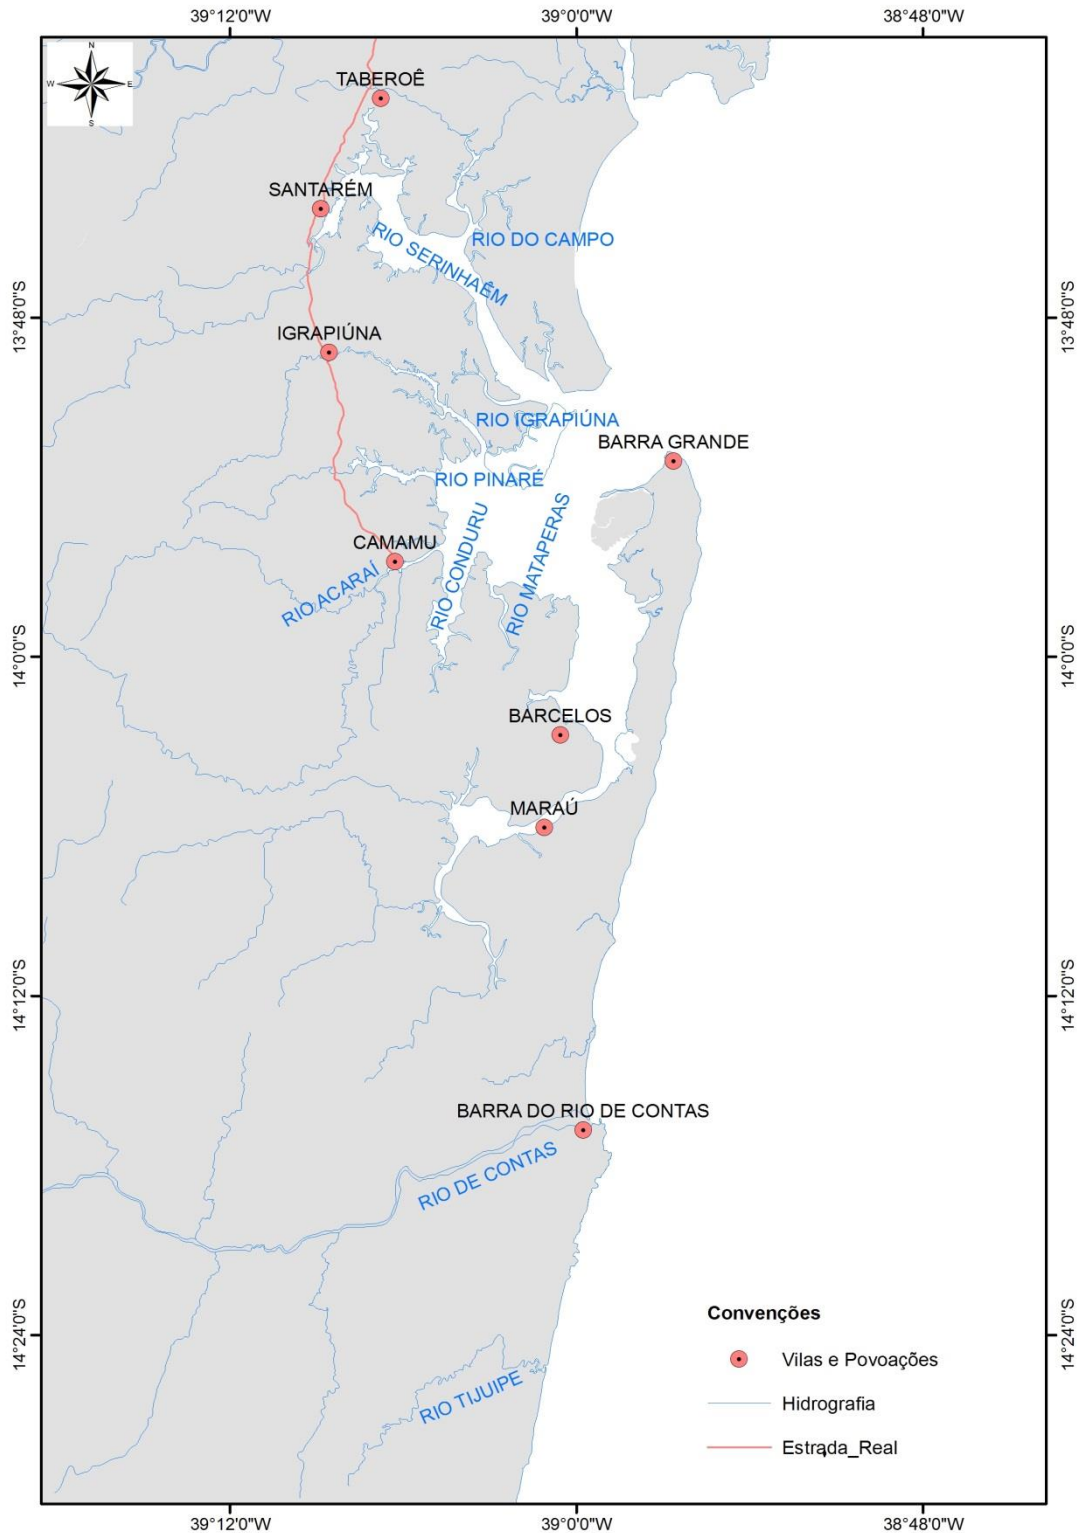 39°12'0"W
39°0'0"W
38°48'0"W
N
W
E
S
TABEROÊ
SANTARÉM
RIO DO CAMPO
RIO SERINHAÊM
13°48'0"S
13°48'0"S
IGRAPIÚNA
RIO IGRAPIÚNA
BARRA GRANDE
RIO PINARÉ
CAMAMU
RIO ACARAÍ
RIO CONDURU
RIO MATAPERAS
14°0'0"S
14°0'0"S
BARCELOS
MARAÚ
14°12'0"S
14°12'0"S
BARRA DO RIO DE CONTAS
RIO DE CONTAS
14°24'0"S
14°24'0"S
RIO TIJUIPE
Convenções
Vilas e Povoações
Hidrografia
Estrada_Real
39°12'0"W
39°0'0"W
38°48'0"W